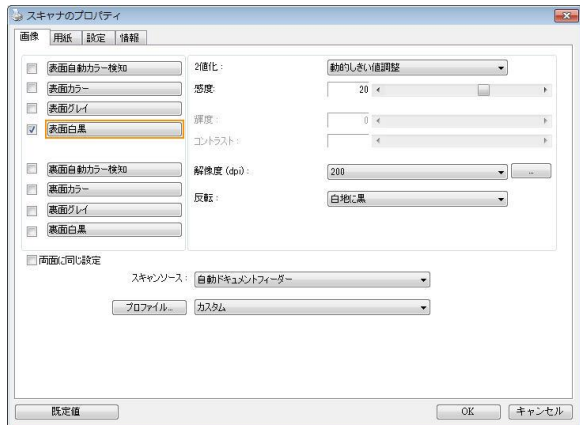 スキャナのプロパティ
画像 用紙 設定 情報
表面自動カラー検知
表面カラー
表面グレイ
表面白黒
裏面自動カラー検知
裏面カラー
裏面グレイ
裏面白黒
2値化： 動的しきい値調整
感度: 20
輝度： 0
コントラスト：
解像度 (dpi)： 200 ..
反転： 白地に黒
両面に同じ設定
スキャンソース： 自動ドキュメントフィーダー
プロファイル... カスタム
既定値 OK キャンセル